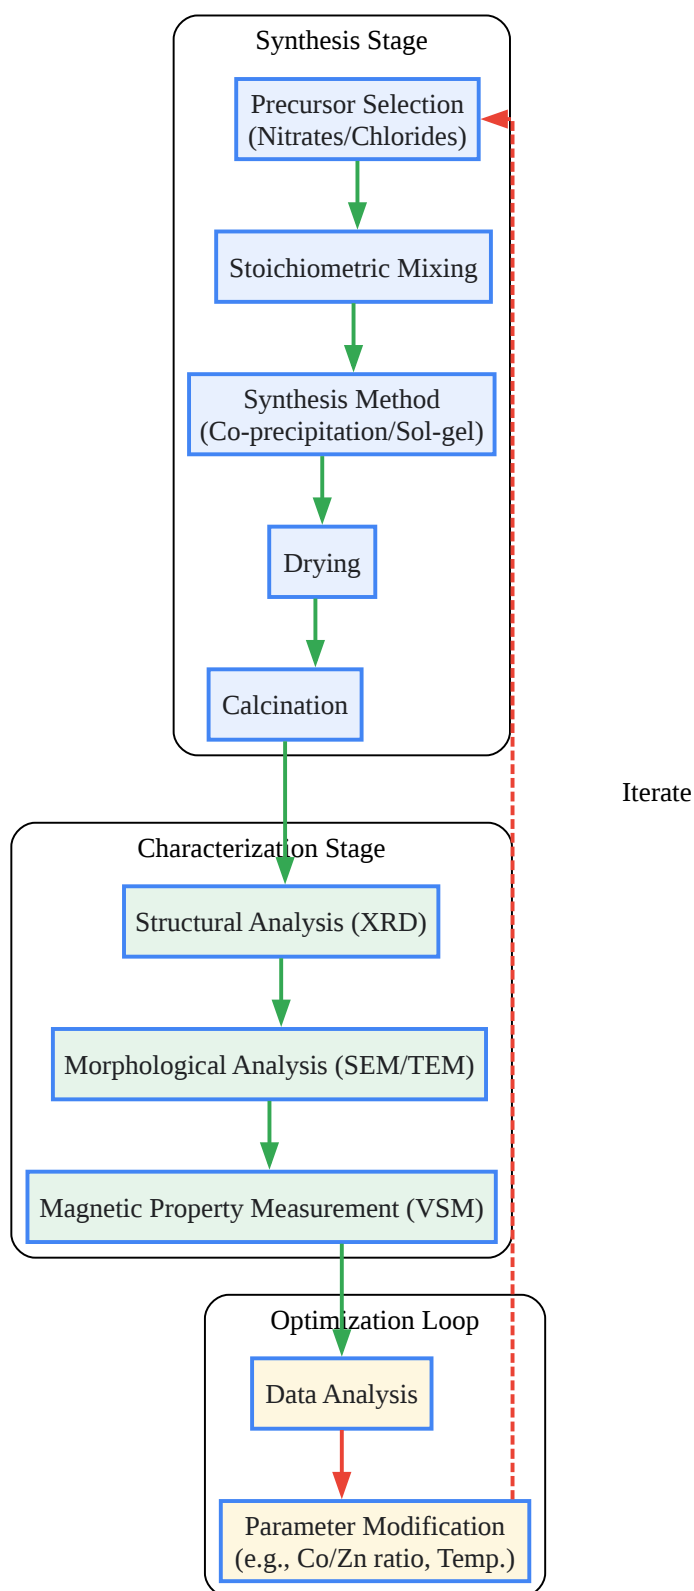 Synthesis Stage
Precursor Selection
(Nitrates/Chlorides)
Stoichiometric Mixing
Synthesis Method
(Co-precipitation/Sol-gel)
Drying
Calcination
Iterate
Characterization Stage
Structural Analysis (XRD)
Morphological Analysis (SEM/TEM)
Magnetic Property Measurement (VSM)
Optimization Loop
Data Analysis
Parameter Modification
(e.g., Co/Zn ratio, Temp.)